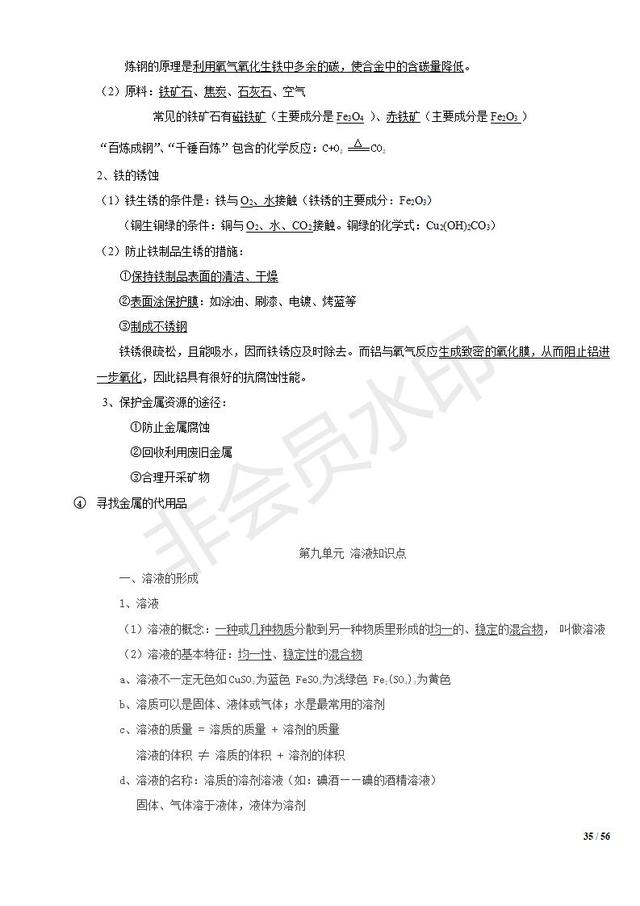 炼钢的原理是利用氧气氧化生铁中多余的碳，使合金中的含碳量降低。
（2）原料：铁矿石、焦炭、石灰石、空气
常见的铁矿石有磁铁矿（主要成分是 Fe₃O₄ ）、赤铁矿（主要成分是 Fe₂O₃ ）
“百炼成钢”、“千锤百炼” 包含的化学反应：C+O₂ ══△══ CO₂
2、铁的锈蚀
（1）铁生锈的条件是：铁与 O₂、水接触（铁锈的主要成分：Fe₂O₃）
（铜生铜绿的条件：铜与 O₂、水、CO₂ 接触。铜绿的化学式：Cu₂(OH)₂CO₃）
（2）防止铁制品生锈的措施：
①保持铁制品表面的清洁、干燥
②表面涂保护膜：如涂油、刷漆、电镀、烤蓝等
③制成不锈钢
铁锈很疏松，且能吸水，因而铁锈应及时除去。而铝与氧气反应生成致密的氧化膜，从而阻止铝进
一步氧化，因此铝具有很好的抗腐蚀性能。
3、保护金属资源的途径：
①防止金属腐蚀
②回收利用废旧金属
③合理开采矿物
④ 寻找金属的代用品
非会员水印
第九单元 溶液知识点
一、溶液的形成
1、溶液
（1）溶液的概念：一种或几种物质分散到另一种物质里形成的均一的、稳定的混合物， 叫做溶液
（2）溶液的基本特征：均一性、稳定性的混合物
a、溶液不一定无色如 CuSO₄为蓝色 FeSO₄为浅绿色 Fe₂(SO₄)₃为黄色
b、溶质可以是固体、液体或气体；水是最常用的溶剂
c、溶液的质量 = 溶质的质量 + 溶剂的质量
溶液的体积 ≠ 溶质的体积 + 溶剂的体积
d、溶液的名称：溶质的溶剂溶液（如：碘酒——碘的酒精溶液）
固体、气体溶于液体，液体为溶剂
35 / 56